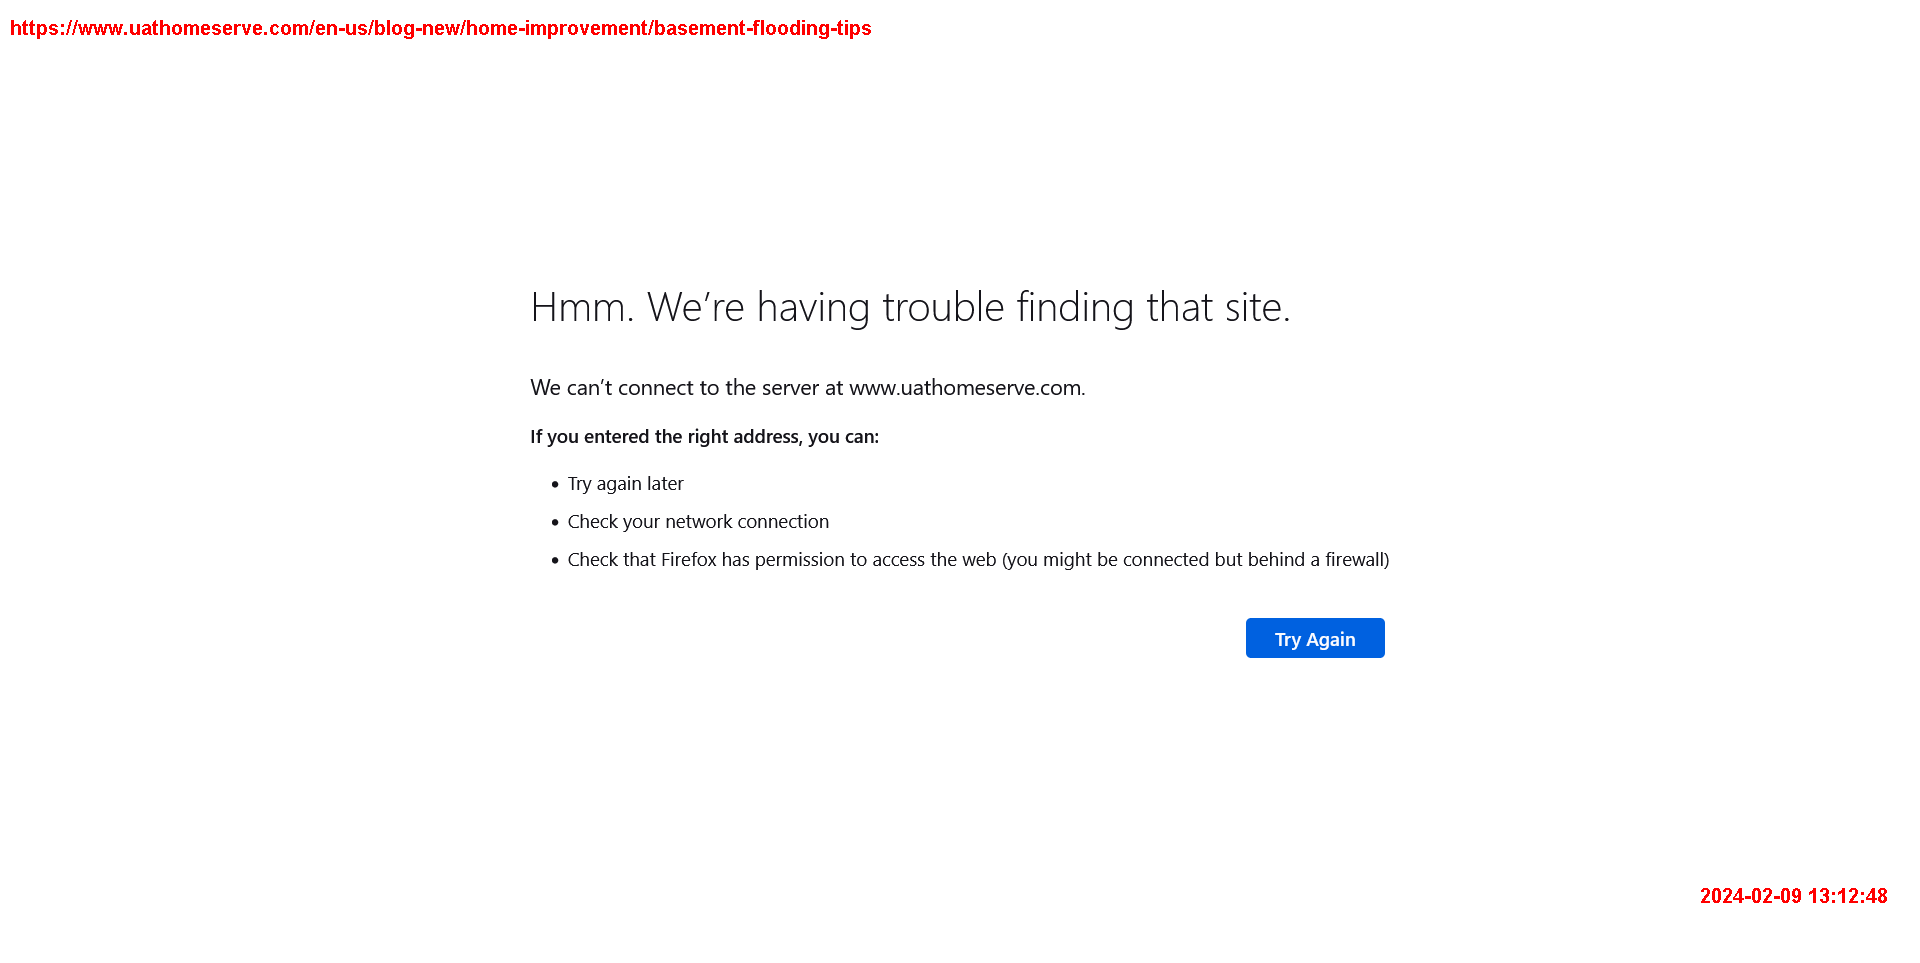 https://www.uathomeserve.com/en-us/blog-new/home-improvement/basement-flooding-tips
Hmm. We’re having trouble finding that site.
We can’t connect to the server at www.uathomeserve.com.
If you entered the right address, you can:
• Try again later
• Check your network connection
• Check that Firefox has permission to access the web (you might be connected but behind a firewall)
Try Again
2024-02-09 13:12:48